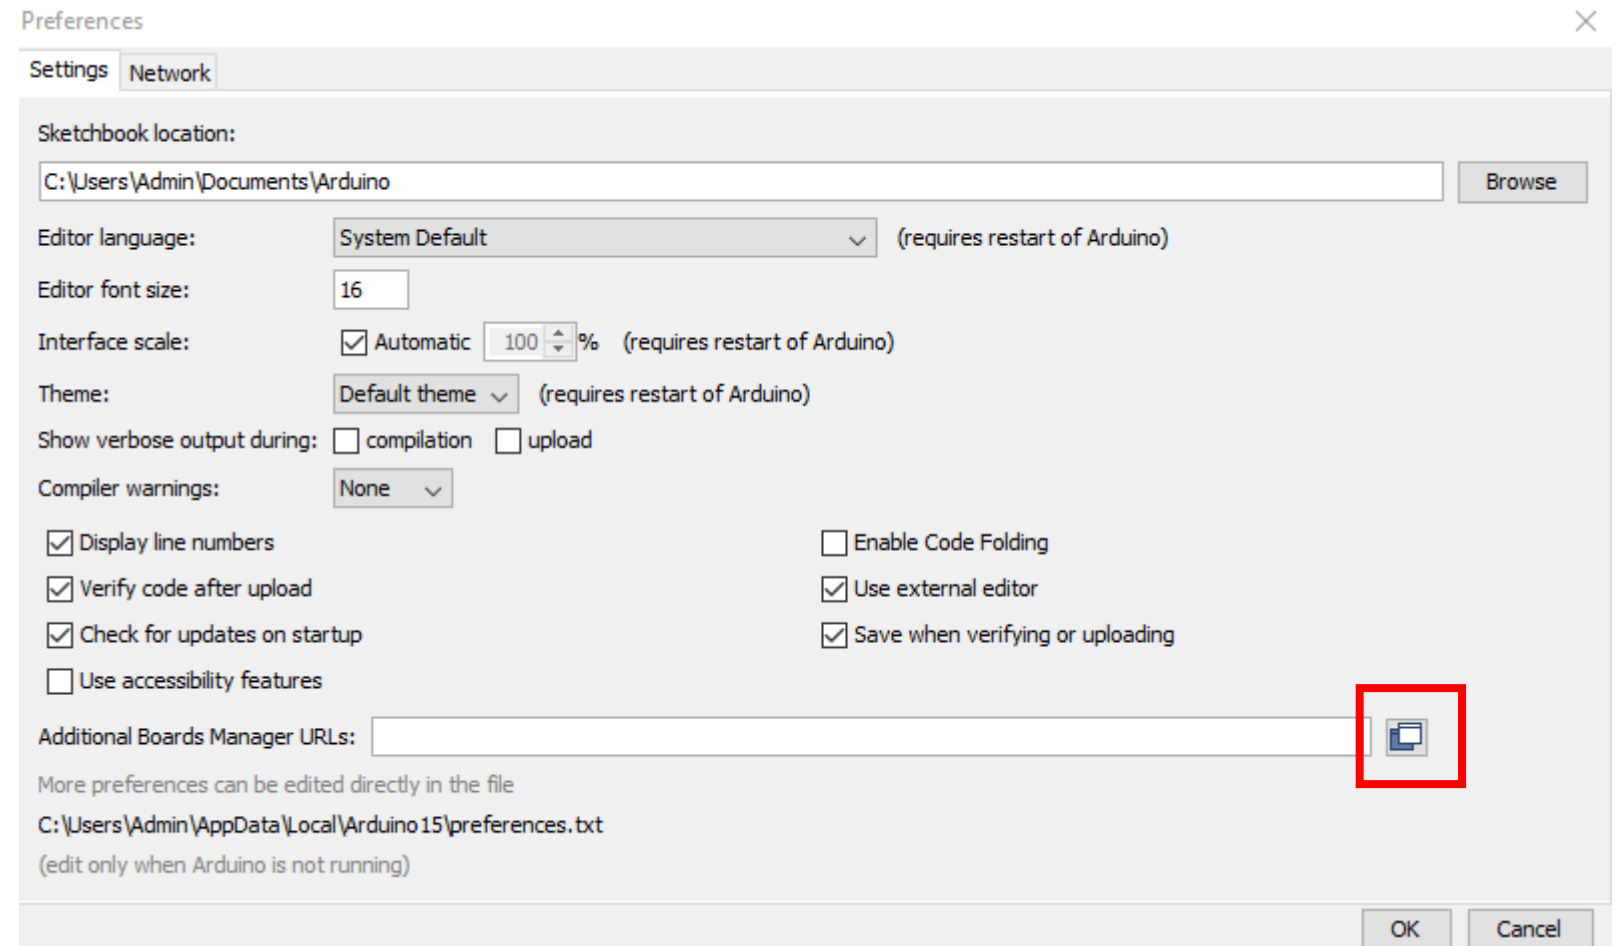 Preferences
Settings Network
Sketchbook location:
C:\Users\Admin\Documents\Arduino Browse
Editor language: System Default (requires restart of Arduino)
Editor font size: 16
Interface scale: Automatic 100 % (requires restart of Arduino)
Theme: Default theme (requires restart of Arduino)
Show verbose output during: compilation upload
Compiler warnings: None
Display line numbers Enable Code Folding
Verify code after upload Use external editor
Check for updates on startup Save when verifying or uploading
Use accessibility features
Additional Boards Manager URLs:
More preferences can be edited directly in the file
C:\Users\Admin\AppData\Local\Arduino15\preferences.txt
(edit only when Arduino is not running)
OK Cancel